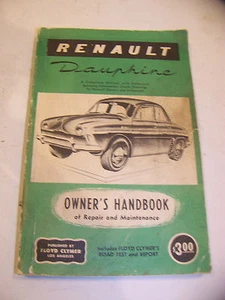 RENAULT
Dauphine
OWNER'S HANDBOOK
of Repair and Maintenance
PUBLISHED BY
FLOYD CLYMER
LOS ANGELES
Includes FLOYD CLYMER'S
ROAD TEST and REPORT
$3.00